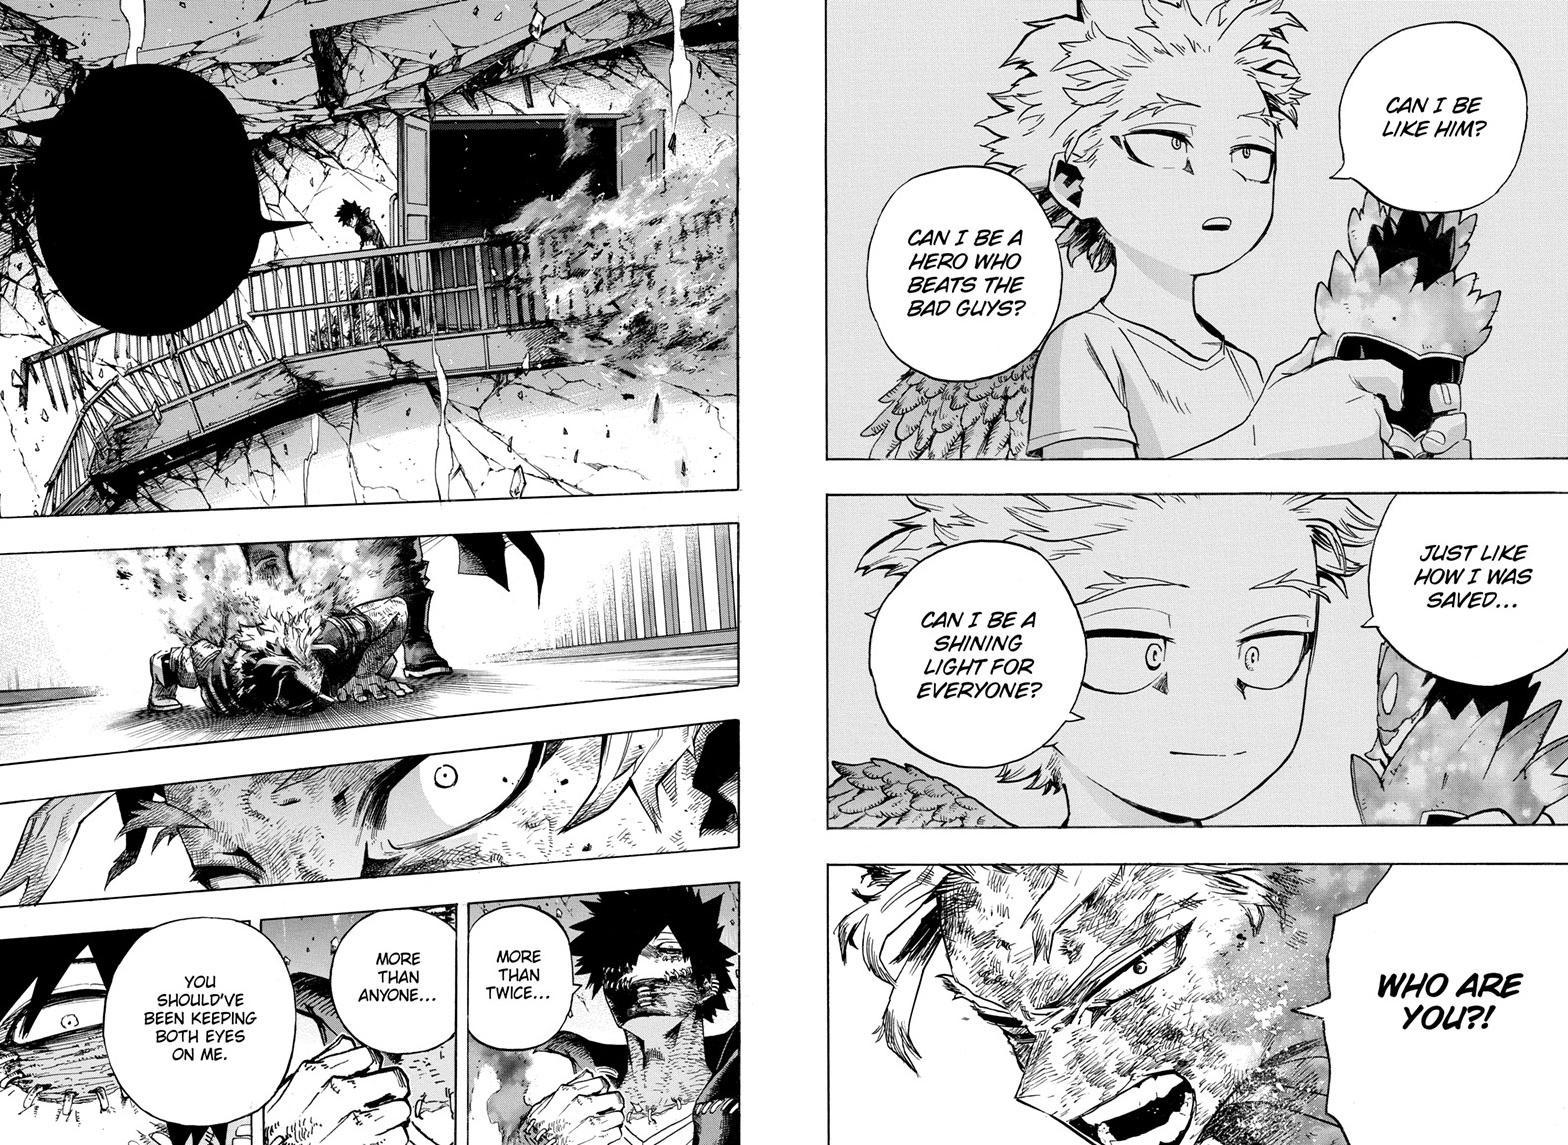 CAN I BE
LIKE HIM?
CAN I BE A
HERO WHO
BEATS THE
BAD GUYS?
JUST LIKE
HOW I WAS
SAVED...
CAN I BE A
SHINING
LIGHT FOR
EVERYONE?
WHO ARE
YOU?!
MORE
THAN
TWICE...
MORE
THAN
ANYONE...
YOU
SHOULD'VE
BEEN KEEPING
BOTH EYES
ON ME.